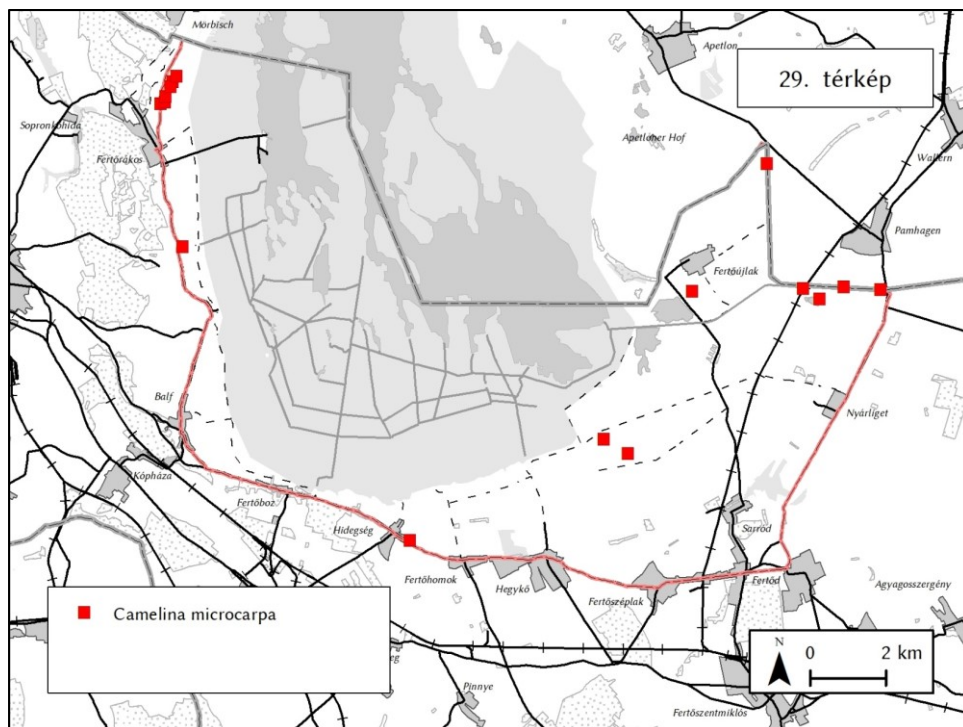 Mörbisch
Apetlon
29. térkép
Sopronkőhida
Apetloner Hof
Fertőrákos
Wallern
Pamhagen
Fertőújlak
Balf
Nyárliget
Kópháza
Fertőboz
Hidegség
Sarród
Fertőhomok
Hegykő
Fertőszéplak
Fertőd
Agyagosszergény
Camelina microcarpa
N
0 2 km
Pinnye
Fertőszentmiklós